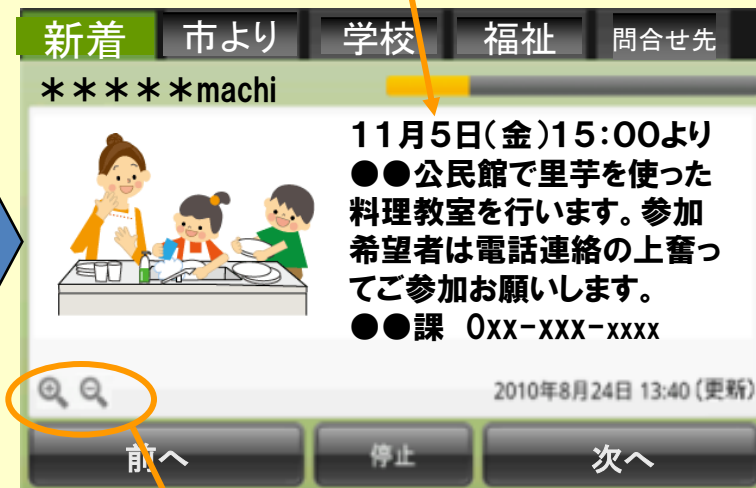 新着 市より 学校 福祉 問合せ先
＊＊＊＊＊machi
１１月５日（金）１５：００より
●●公民館で里芋を使った
料理教室を行います。参加
希望者は電話連絡の上奮っ
てご参加お願いします。
●●課　0xx-xxx-xxxx
2010年8月24日 13:40（更新）
前へ 停止 次へ